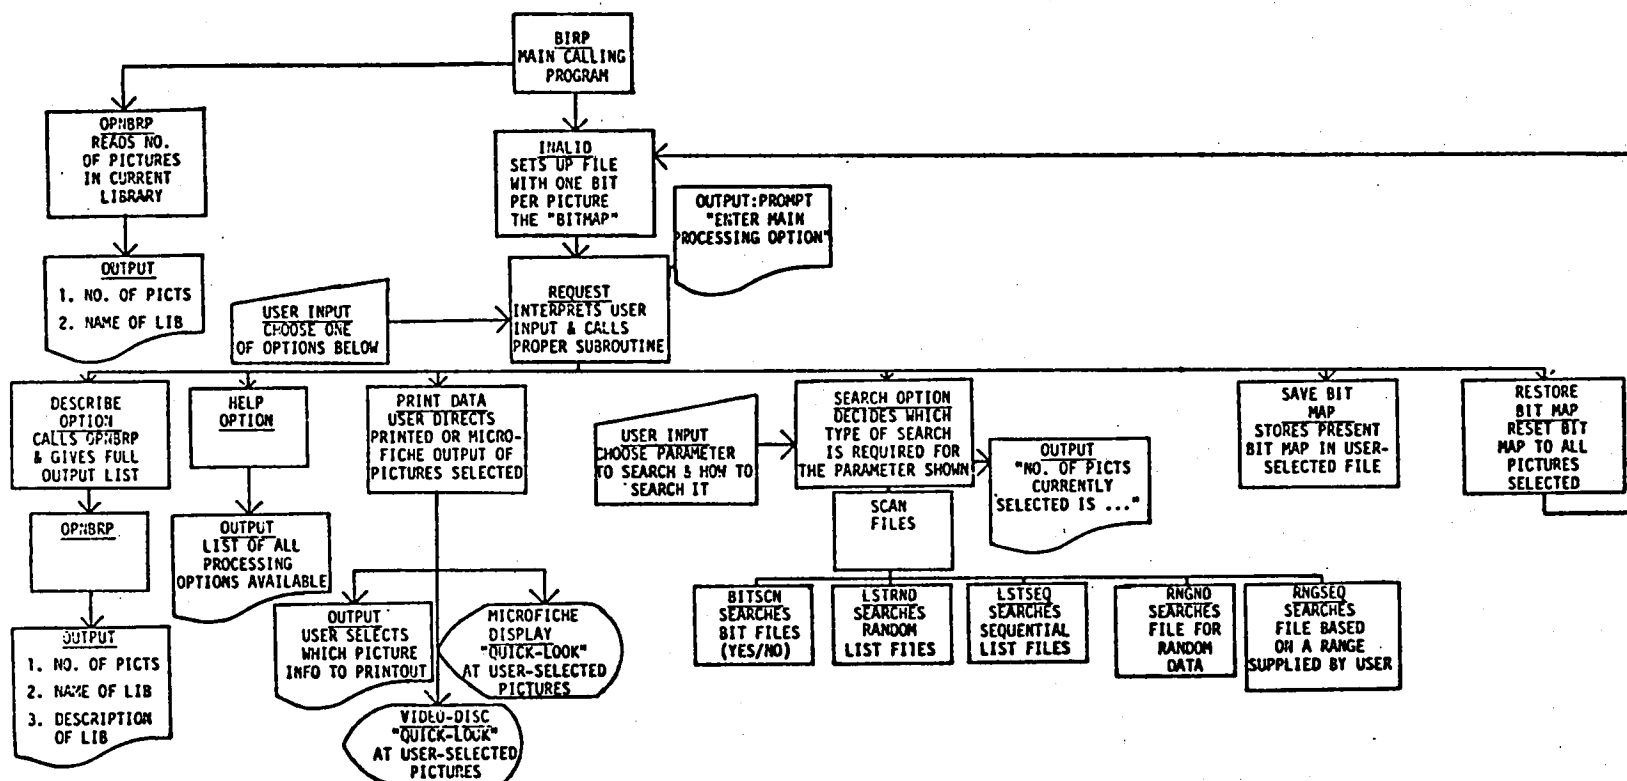 BIRP
MAIN CALLING
PROGRAM
OPNBRP
READS NO.
OF PICTURES
IN CURRENT
LIBRARY
INALID
SETS UP FILE
WITH ONE BIT
PER PICTURE
THE "BITMAP"
OUTPUT:PROMPT
"ENTER MAIN
PROCESSING OPTION"
OUTPUT
1. NO. OF PICTS
2. NAME OF LIB
USER INPUT
CHOOSE ONE
OF OPTIONS BELOW
REQUEST
INTERPRETS USER
INPUT & CALLS
PROPER SUBROUTINE
DESCRIBE
OPTION
CALLS OPNBRP
& GIVES FULL
OUTPUT LIST
HELP
OPTION
PRINT DATA
USER DIRECTS
PRINTED OR MICRO-
FICHE OUTPUT OF
PICTURES SELECTED
USER INPUT
CHOOSE PARAMETER
TO SEARCH & HOW TO
SEARCH IT
SEARCH OPTION
DECIDES WHICH
TYPE OF SEARCH
IS REQUIRED FOR
THE PARAMETER SHOWN
OUTPUT
"NO. OF PICTS
CURRENTLY
SELECTED IS ..."
SAVE BIT
MAP
STORES PRESENT
BIT MAP IN USER-
SELECTED FILE
RESTORE
BIT MAP
RESET BIT
MAP TO ALL
PICTURES
SELECTED
OPNBRP
OUTPUT
LIST OF ALL
PROCESSING
OPTIONS AVAILABLE
SCAN
FILES
OUTPUT
1. NO. OF PICTS
2. NAME OF LIB
3. DESCRIPTION
OF LIB
OUTPUT
USER SELECTS
WHICH PICTURE
INFO TO PRINTOUT
MICROFICHE
DISPLAY
"QUICK-LOOK"
AT USER-SELECTED
PICTURES
VIDEO-DISC
"QUICK-LOOK"
AT USER-SELECTED
PICTURES
BITSCN
SEARCHES
BIT FILES
(YES/NO)
LSTRND
SEARCHES
RANDOM
LIST FILES
LSTSEQ
SEARCHES
SEQUENTIAL
LIST FILES
RNGND
SEARCHES
FILE FOR
RANDOM
DATA
RNGSEQ
SEARCHES
FILE BASED
ON A RANGE
SUPPLIED BY USER